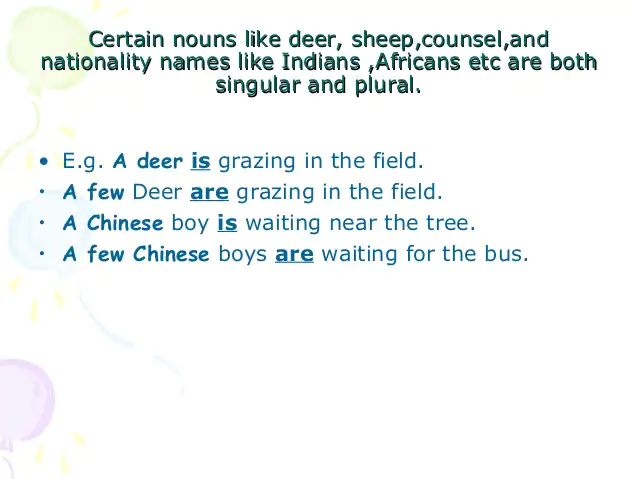 Certain nouns like deer, sheep,counsel,and
nationality names like Indians ,Africans etc are both
singular and plural.
• E.g. A deer is grazing in the field.
• A few Deer are grazing in the field.
• A Chinese boy is waiting near the tree.
• A few Chinese boys are waiting for the bus.